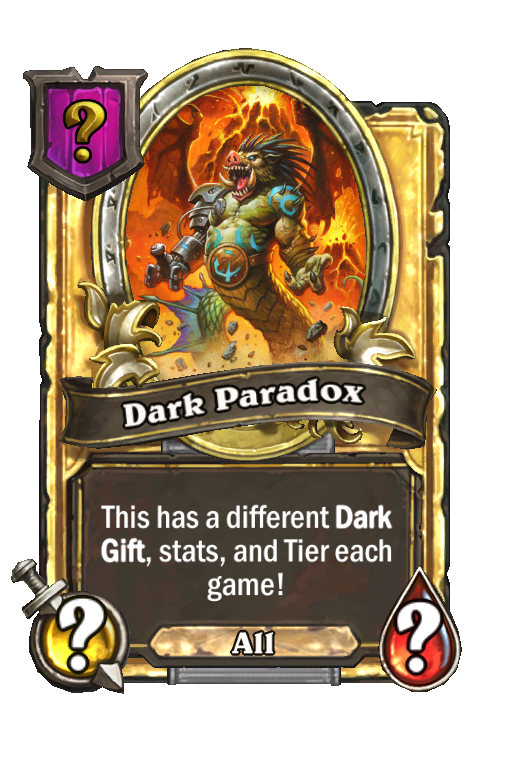 ?
Dark Paradox
This has a different Dark
Gift, stats, and Tier each
game!
?
All
?